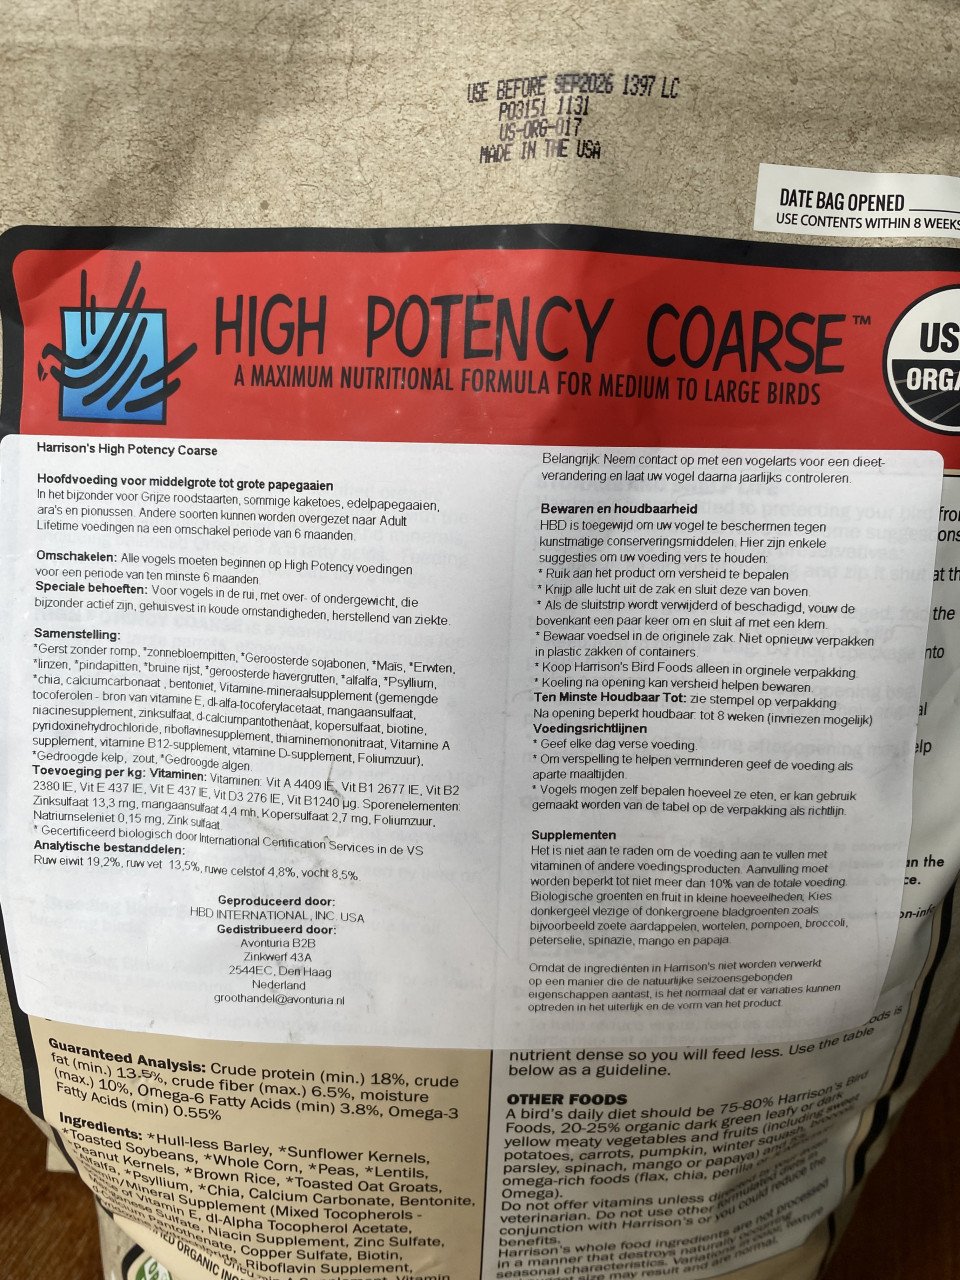 USE BEFORE SEP2026 1397 LC
PO3151 1131
US-ORG-017
MADE IN THE USA
DATE BAG OPENED
USE CONTENTS WITHIN 8 WEEKS
HIGH POTENCY COARSE™
A MAXIMUM NUTRITIONAL FORMULA FOR MEDIUM TO LARGE BIRDS
US
ORGA
Harrison's High Potency Coarse
Hoofdvoeding voor middelgrote tot grote papegaaien
In het bijzonder voor Grijze roodstaarten, sommige kaketoes, edelpapegaaien,
ara's en pionussen. Andere soorten kunnen worden overgezet naar Adult
Lifetime voedingen na een omschakel periode van 6 maanden.
Omschakelen: Alle vogels moeten beginnen op High Potency voedingen
voor een periode van ten minste 6 maanden.
Speciale behoeften: Voor vogels in de rui, met over- of ondergewicht, die
bijzonder actief zijn, gehuisvest in koude omstandigheden, herstellend van ziekte.
Samenstelling:
*Gerst zonder romp, *zonnebloempitten, *Geroosterde sojabonen, *Maïs, *Erwten,
*linzen, *pindapitten, *bruine rijst, *geroosterde havergrutten, *alfalfa, *Psyllium,
*chia, calciumcarbonaat , bentoniet, Vitamine-mineraalsupplement (gemengde
tocoferolen - bron van vitamine E, dl-alfa-tocoferylacetaat, mangaansulfaat,
niacinesupplement, zinksulfaat, d-calciumpantothenaat, kopersulfaat, biotine,
pyridoxinehydrochloride, riboflavinesupplement, thiaminemononitraat, Vitamine A
supplement, vitamine B12-supplement, vitamine D-supplement, Foliumzuur),
*Gedroogde kelp, zout, *Gedroogde algen.
Toevoeging per kg: Vitaminen: Vitaminen: Vit A 4409 IE, Vit B1 2677 IE, Vit B2
2380 IE, Vit E 437 IE, Vit E 437 IE, Vit D3 276 IE, Vit B1240 µg. Sporenelementen:
Zinksulfaat 13,3 mg, mangaansulfaat 4,4 mh, Kopersulfaat 2,7 mg, Foliumzuur,
Natriumseleniet 0,15 mg, Zink sulfaat.
* Gecertificeerd biologisch door International Certification Services in de VS
Analytische bestanddelen:
Ruw eiwit 19,2%, ruw vet 13,5%, ruwe celstof 4,8%, vocht 8,5%.
Geproduceerd door:
HBD INTERNATIONAL, INC. USA
Gedistribueerd door:
Avonturia B2B
Zinkwerf 43A
2544EC, Den Haag
Nederland
groothandel@avonturia.nl
Belangrijk: Neem contact op met een vogelarts voor een dieet-
verandering en laat uw vogel daarna jaarlijks controleren.
Bewaren en houdbaarheid
HBD is toegewijd om uw vogel te beschermen tegen
kunstmatige conserveringsmiddelen. Hier zijn enkele
suggesties om uw voeding vers te houden:
* Ruik aan het product om versheid te bepalen
* Knijp alle lucht uit de zak en sluit deze van boven.
* Als de sluitstrip wordt verwijderd of beschadigd, vouw de
bovenkant een paar keer om en sluit af met een klem.
* Bewaar voedsel in de originele zak. Niet opnieuw verpakken
in plastic zakken of containers.
* Koop Harrison's Bird Foods alleen in orginele verpakking.
* Koeling na opening kan versheid helpen bewaren.
Ten Minste Houdbaar Tot: zie stempel op verpakking
Na opening beperkt houdbaar: tot 8 weken (invriezen mogelijk)
Voedingsrichtlijnen
* Geef elke dag verse voeding.
* Om verspelling te helpen verminderen geef de voeding als
aparte maaltijden.
* Vogels mogen zelf bepalen hoeveel ze eten, er kan gebruik
gemaakt worden van de tabel op de verpakking als richtlijn.
Supplementen
Het is niet aan te raden om de voeding aan te vullen met
vitaminen of andere voedingsproducten. Aanvulling moet
worden beperkt tot niet meer dan 10% van de totale voeding.
Biologische groenten en fruit in kleine hoeveelheden; Kies
donkergeel vlezige of donkergroene bladgroenten zoals
bijvoorbeeld zoete aardappelen, wortelen, pompoen, broccoli,
peterselie, spinazie, mango en papaja.
Omdat de ingrediënten in Harrison's niet worden verwerkt
op een manier die de natuurlijke seizoensgebonden
eigenschappen aantast, is het normaal dat er variaties kunnen
optreden in het uiterlijk en de vorm van het product.
Guaranteed Analysis: Crude protein (min.) 18%, crude
fat (min.) 13.5%, crude fiber (max.) 6.5%, moisture
(max.) 10%, Omega-6 Fatty Acids (min) 3.8%, Omega-3
Fatty Acids (min) 0.55%
Ingredients: *Hull-less Barley, *Sunflower Kernels,
*Toasted Soybeans, *Whole Corn, *Peas, *Lentils,
*Peanut Kernels, *Brown Rice, *Toasted Oat Groats,
*Alfalfa, *Psyllium, *Chia, Calcium Carbonate, Bentonite,
Vitamin/Mineral Supplement (Mixed Tocopherols -
of Vitamin E, dl-Alpha Tocopherol Acetate,
Sulfate, Niacin Supplement, Zinc Sulfate,
Copper Sulfate, Biotin,
Riboflavin Supplement,
nutrient dense so you will feed less. Use the table
below as a guideline.
OTHER FOODS
A bird's daily diet should be 75-80% Harrison's Bird
Foods, 20-25% organic dark green leafy or dark
yellow meaty vegetables and fruits (including sweet
potatoes, carrots, pumpkin, winter squash, broccoli,
parsley, spinach, mango or papaya)
omega-rich foods (flax, chia, perilla
Omega).
Do not offer vitamins unless
veterinarian. Do not use other formulated diets in
conjunction with Harrison's or you could reduce the
benefits.
Harrison's whole food ingredients are not processed
in a manner that destroys naturally occurring
seasonal characteristics. Variations in color, texture
size may result and are normal.